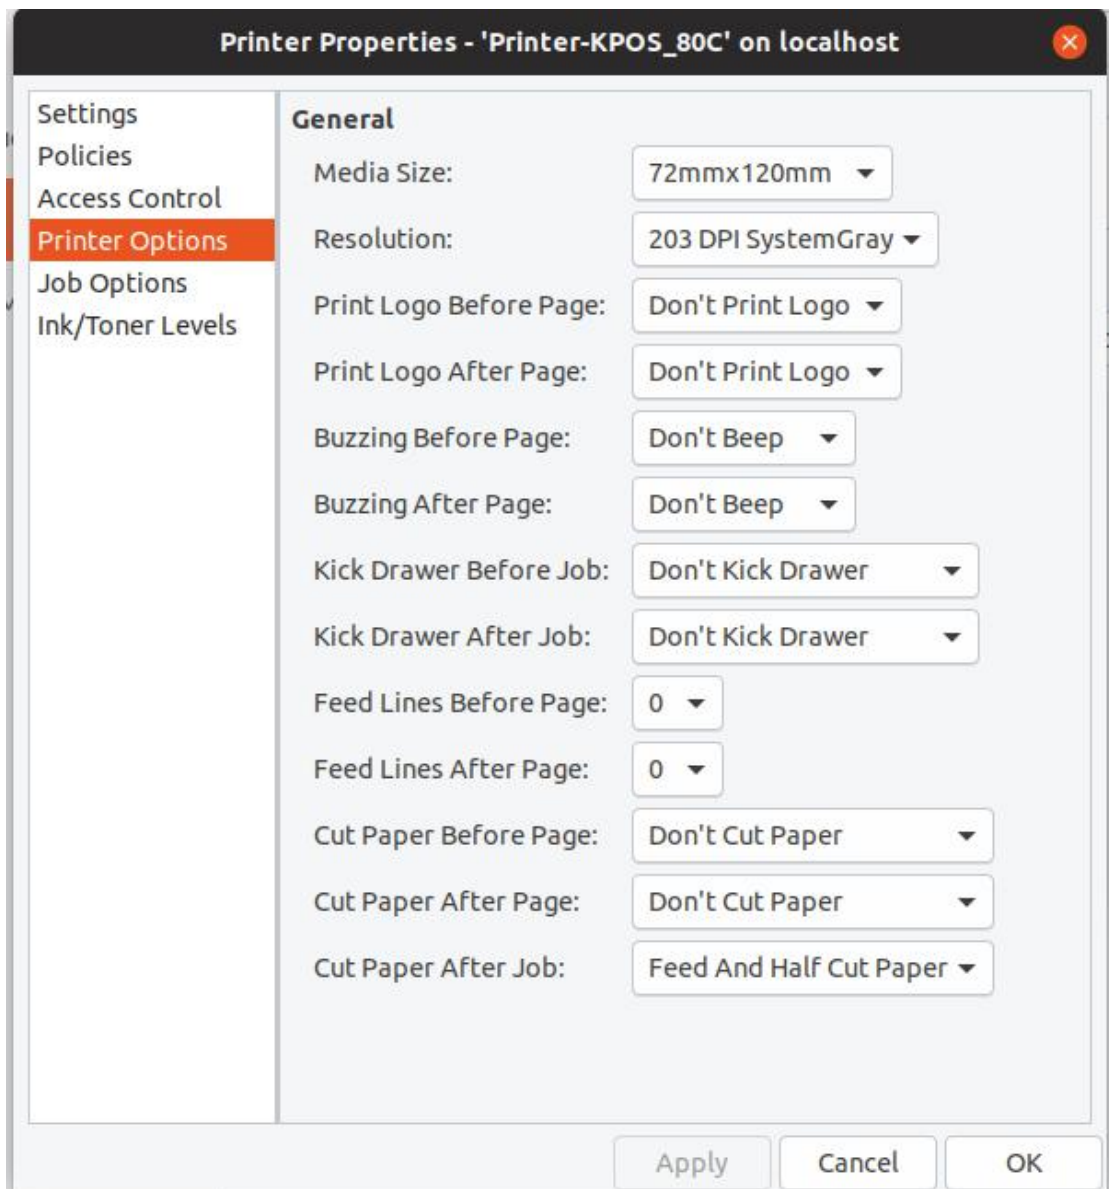 Printer Properties - 'Printer-KPOS_80C' on localhost
Settings
Policies
Access Control
Printer Options
Job Options
Ink/Toner Levels
General
Media Size: 72mmx120mm
Resolution: 203 DPI SystemGray
Print Logo Before Page: Don't Print Logo
Print Logo After Page: Don't Print Logo
Buzzing Before Page: Don't Beep
Buzzing After Page: Don't Beep
Kick Drawer Before Job: Don't Kick Drawer
Kick Drawer After Job: Don't Kick Drawer
Feed Lines Before Page: 0
Feed Lines After Page: 0
Cut Paper Before Page: Don't Cut Paper
Cut Paper After Page: Don't Cut Paper
Cut Paper After Job: Feed And Half Cut Paper
Apply Cancel OK